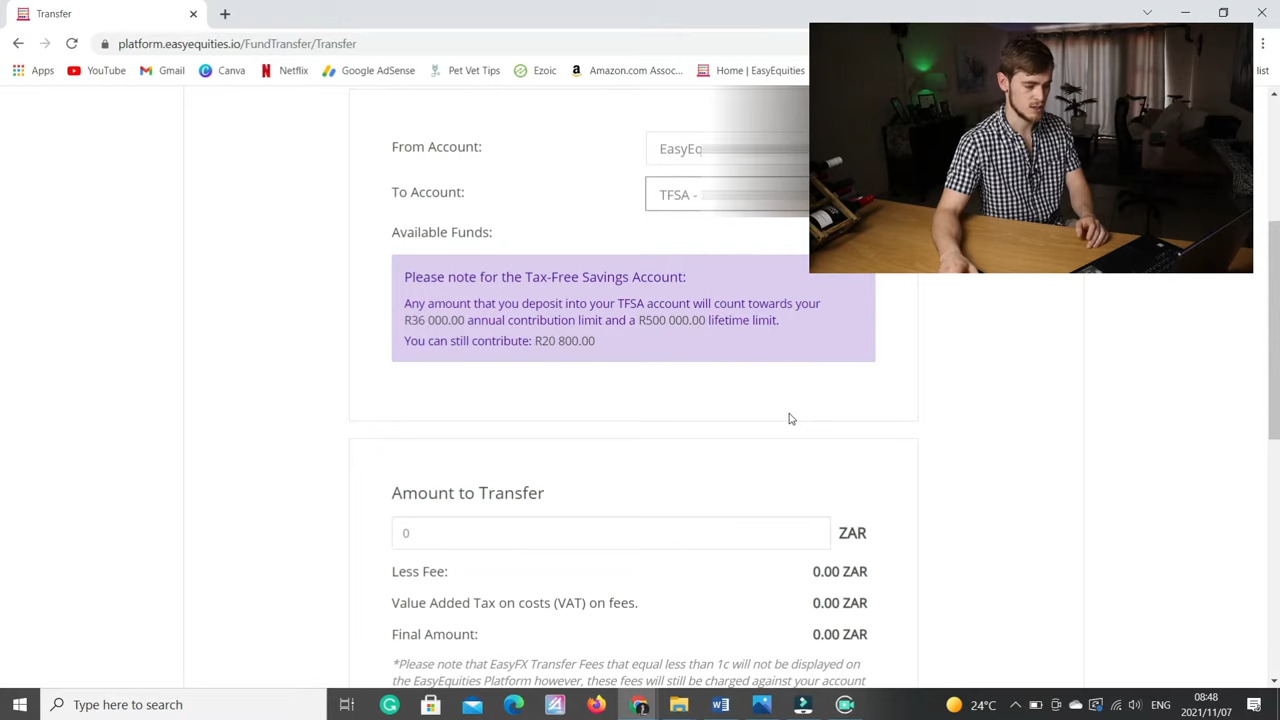 Transfer
platform.easyequities.io/FundTransfer/Transfer
Apps YouTube Gmail Canva Netflix Google AdSense Pet Vet Tips Ezoic Amazon.com Assoc... Home | EasyEquities list
From Account: EasyEq
To Account: TFSA -
Available Funds:
Please note for the Tax-Free Savings Account:
Any amount that you deposit into your TFSA account will count towards your
R36 000.00 annual contribution limit and a R500 000.00 lifetime limit.
You can still contribute: R20 800.00
Amount to Transfer
0 ZAR
Less Fee: 0.00 ZAR
Value Added Tax on costs (VAT) on fees. 0.00 ZAR
Final Amount: 0.00 ZAR
*Please note that EasyFX Transfer Fees that equal less than 1c will not be displayed on
the EasyEquities Platform however, these fees will still be charged against your account
Type here to search 24°C ENG 08:48
2021/11/07